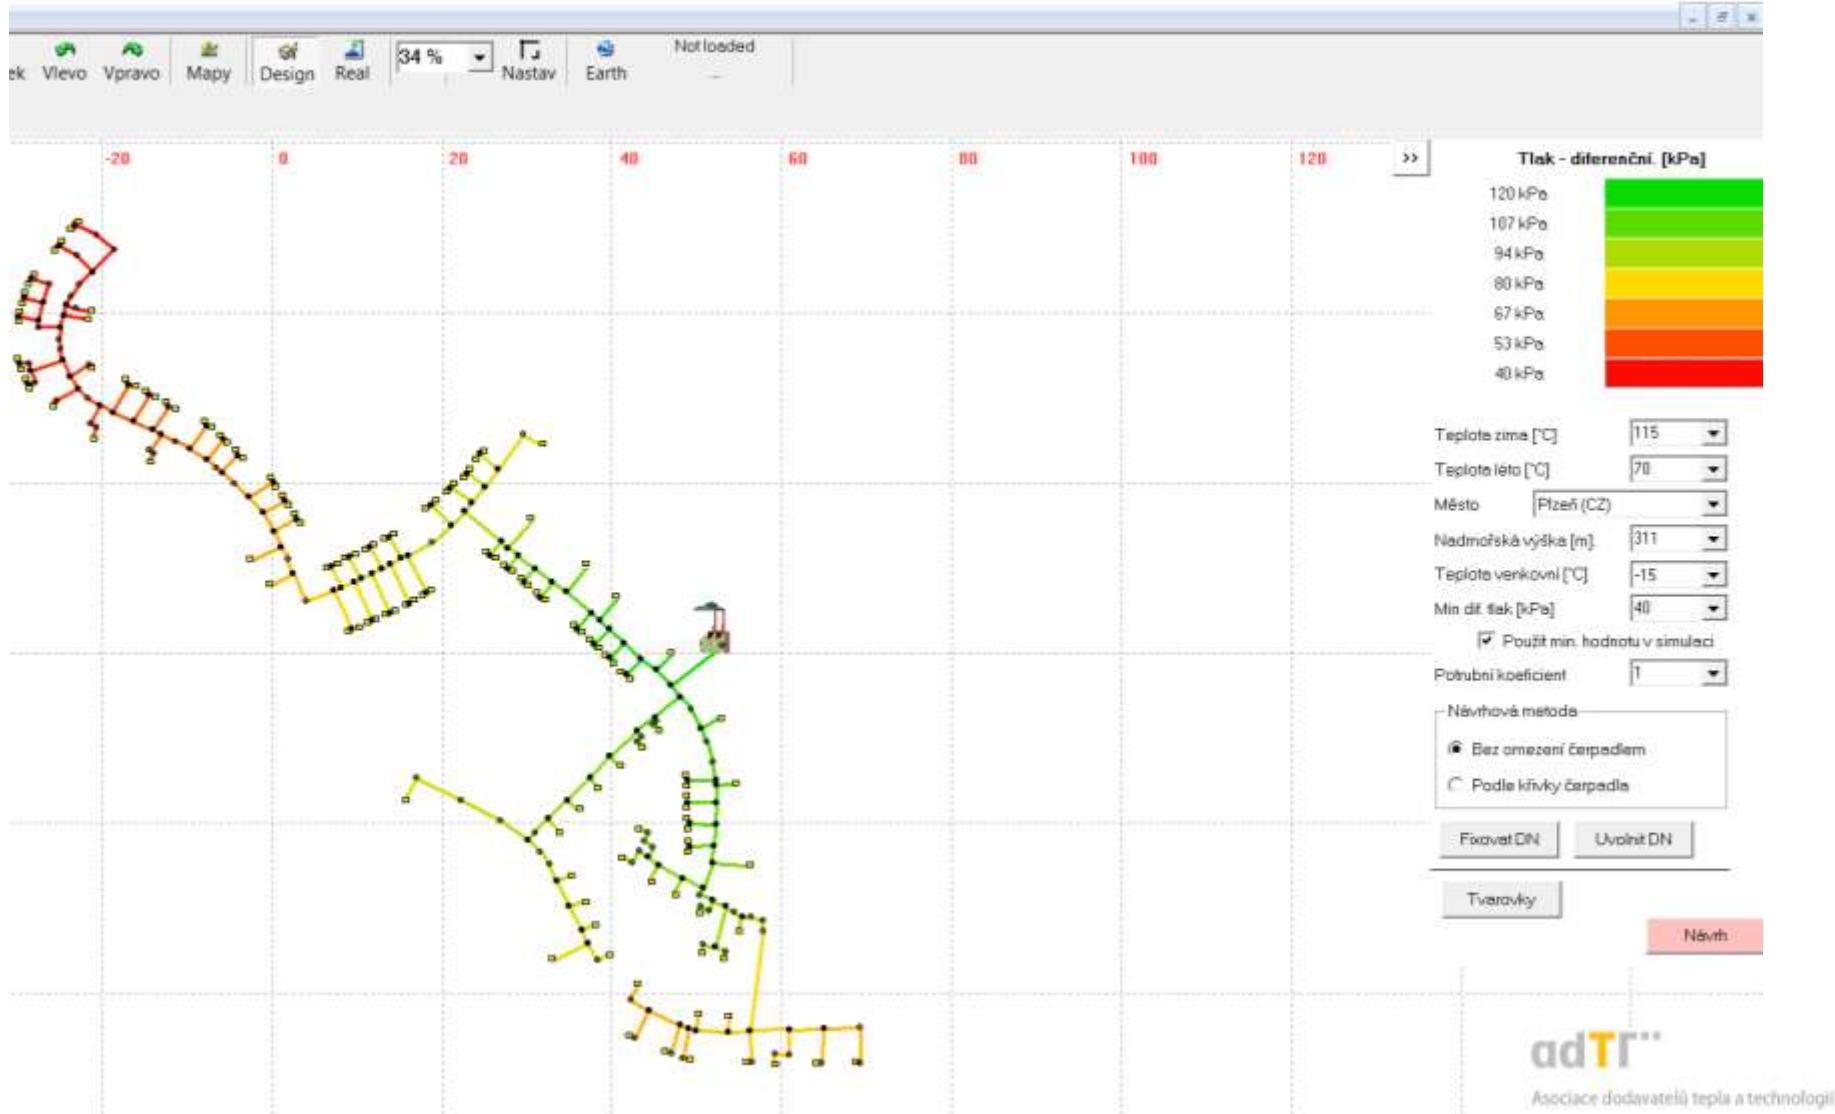 ek Vlevo Vpravo Mapy Design Real 34 % Nastav Earth Not loaded
...
-20 0 20 40 60 80 100 120 >>
Tlak - diferenční. [kPa]
120 kPa
107 kPa
94 kPa
80 kPa
67 kPa
53 kPa
40 kPa
Teplota zima [°C] 115
Teplota léto [°C] 70
Město Plzeň (CZ)
Nadmořská výška [m]. 311
Teplota venkovní [°C] -15
Min dif. tlak [kPa] 40
Použít min. hodnotu v simulaci
Potrubní koeficient 1
Návrhová metoda
Bez omezení čerpadlem
Podle křivky čerpadla
Fixovat DN Uvolnit DN
Tvarovky
Návrh
adTT
Asociace dodavatelů tepla a technologií